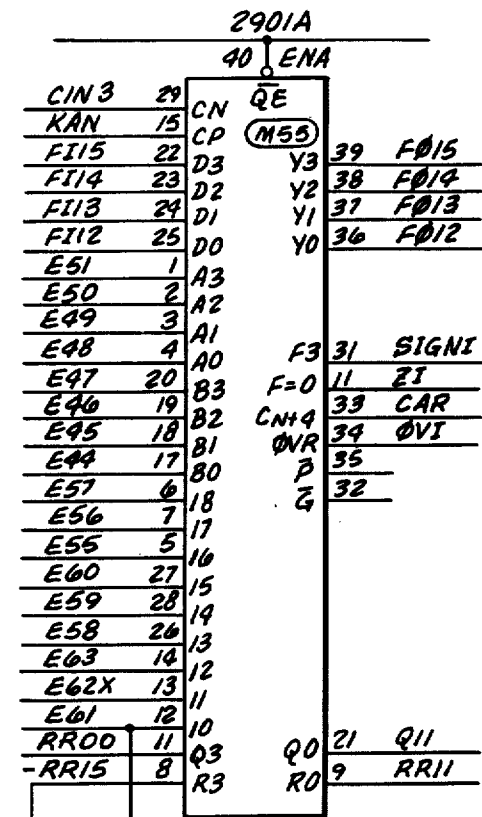 2901A
40 ENA
Q̅E̅
M55
CIN3 29 CN
KAN 15 CP
FI15 22 D3 Y3 39 FØ15
FI14 23 D2 Y2 38 FØ14
FI13 24 D1 Y1 37 FØ13
FI12 25 D0 Y0 36 FØ12
E51 1 A3
E50 2 A2
E49 3 A1
E48 4 A0 F3 31 SIGNI
E47 20 B3 F=0 11 ZI
E46 19 B2 CN+4 33 CAR
E45 18 B1 ØVR 34 ØVI
E44 17 B0 P̅ 35
E57 6 I8 G̅ 32
E56 7 I7
E55 5 I6
E60 27 I5
E59 28 I4
E58 26 I3
E63 14 I2
E62X 13 I1
E61 12 I0
RR00 11 Q3 Q0 21 Q11
-RR15 8 R3 R0 9 RR11